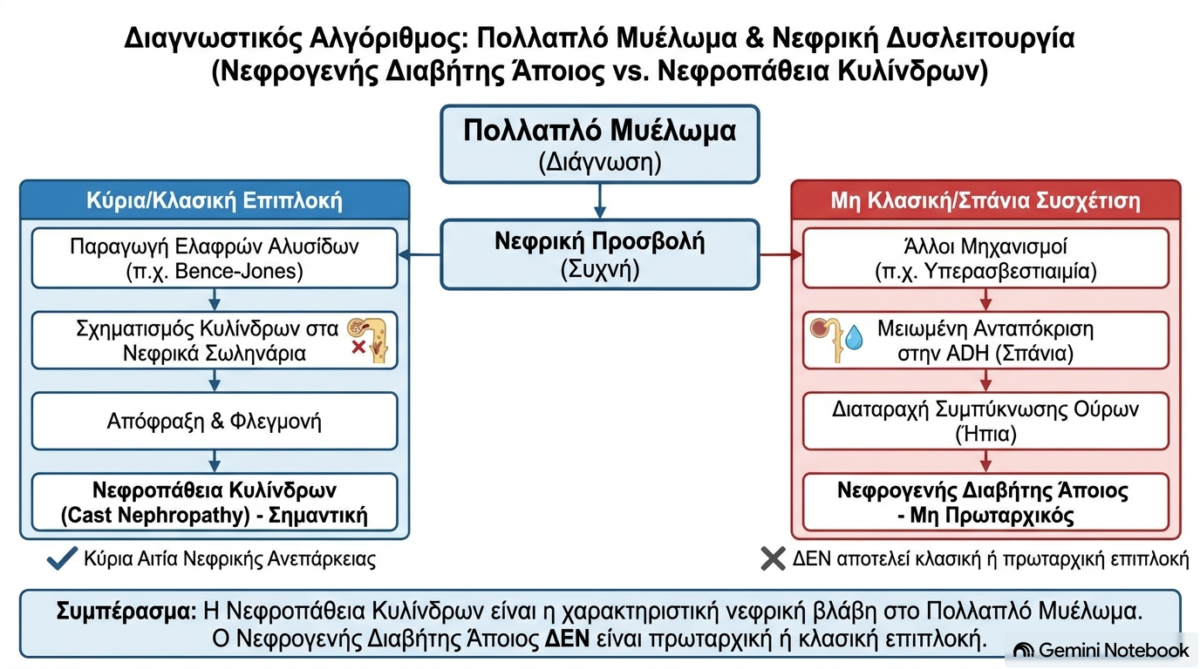 Διαγνωστικός Αλγόριθμος: Πολλαπλό Μυέλωμα & Νεφρική Δυσλειτουργία
(Νεφρογενής Διαβήτης Άποιος vs. Νεφροπάθεια Κυλίνδρων)
Πολλαπλό Μυέλωμα
(Διάγνωση)
Νεφρική Προσβολή
(Συχνή)
Κύρια/Κλασική Επιπλοκή
Παραγωγή Ελαφρών Αλυσίδων
(π.χ. Bence-Jones)
Σχηματισμός Κυλίνδρων στα
Νεφρικά Σωληνάρια
Απόφραξη & Φλεγμονή
Νεφροπάθεια Κυλίνδρων
(Cast Nephropathy) - Σημαντική
Κύρια Αιτία Νεφρικής Ανεπάρκειας
Μη Κλασική/Σπάνια Συσχέτιση
Άλλοι Μηχανισμοί
(π.χ. Υπερασβεστιαιμία)
Μειωμένη Ανταπόκριση
στην ADH (Σπάνια)
Διαταραχή Συμπύκνωσης Ούρων
(Ήπια)
Νεφρογενής Διαβήτης Άποιος
- Μη Πρωταρχικός
ΔΕΝ αποτελεί κλασική ή πρωταρχική επιπλοκή
Συμπέρασμα: Η Νεφροπάθεια Κυλίνδρων είναι η χαρακτηριστική νεφρική βλάβη στο Πολλαπλό Μυέλωμα.
Ο Νεφρογενής Διαβήτης Άποιος ΔΕΝ είναι πρωταρχική ή κλασική επιπλοκή.
Gemini Notebook